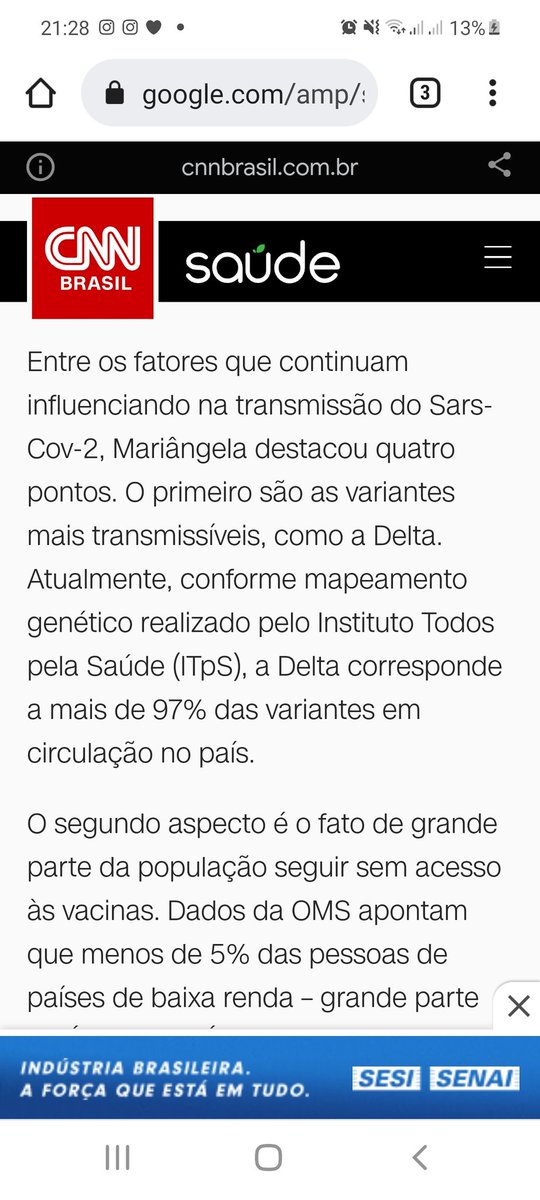 21:28
13%
google.com/amp/s
3
cnnbrasil.com.br
CNN
BRASIL
saúde
Entre os fatores que continuam
influenciando na transmissão do Sars-
Cov-2, Mariângela destacou quatro
pontos. O primeiro são as variantes
mais transmissíveis, como a Delta.
Atualmente, conforme mapeamento
genético realizado pelo Instituto Todos
pela Saúde (ITpS), a Delta corresponde
a mais de 97% das variantes em
circulação no país.
O segundo aspecto é o fato de grande
parte da população seguir sem acesso
às vacinas. Dados da OMS apontam
que menos de 5% das pessoas de
países de baixa renda – grande parte
INDÚSTRIA BRASILEIRA.
A FORÇA QUE ESTÁ EM TUDO.
SESI SENAI